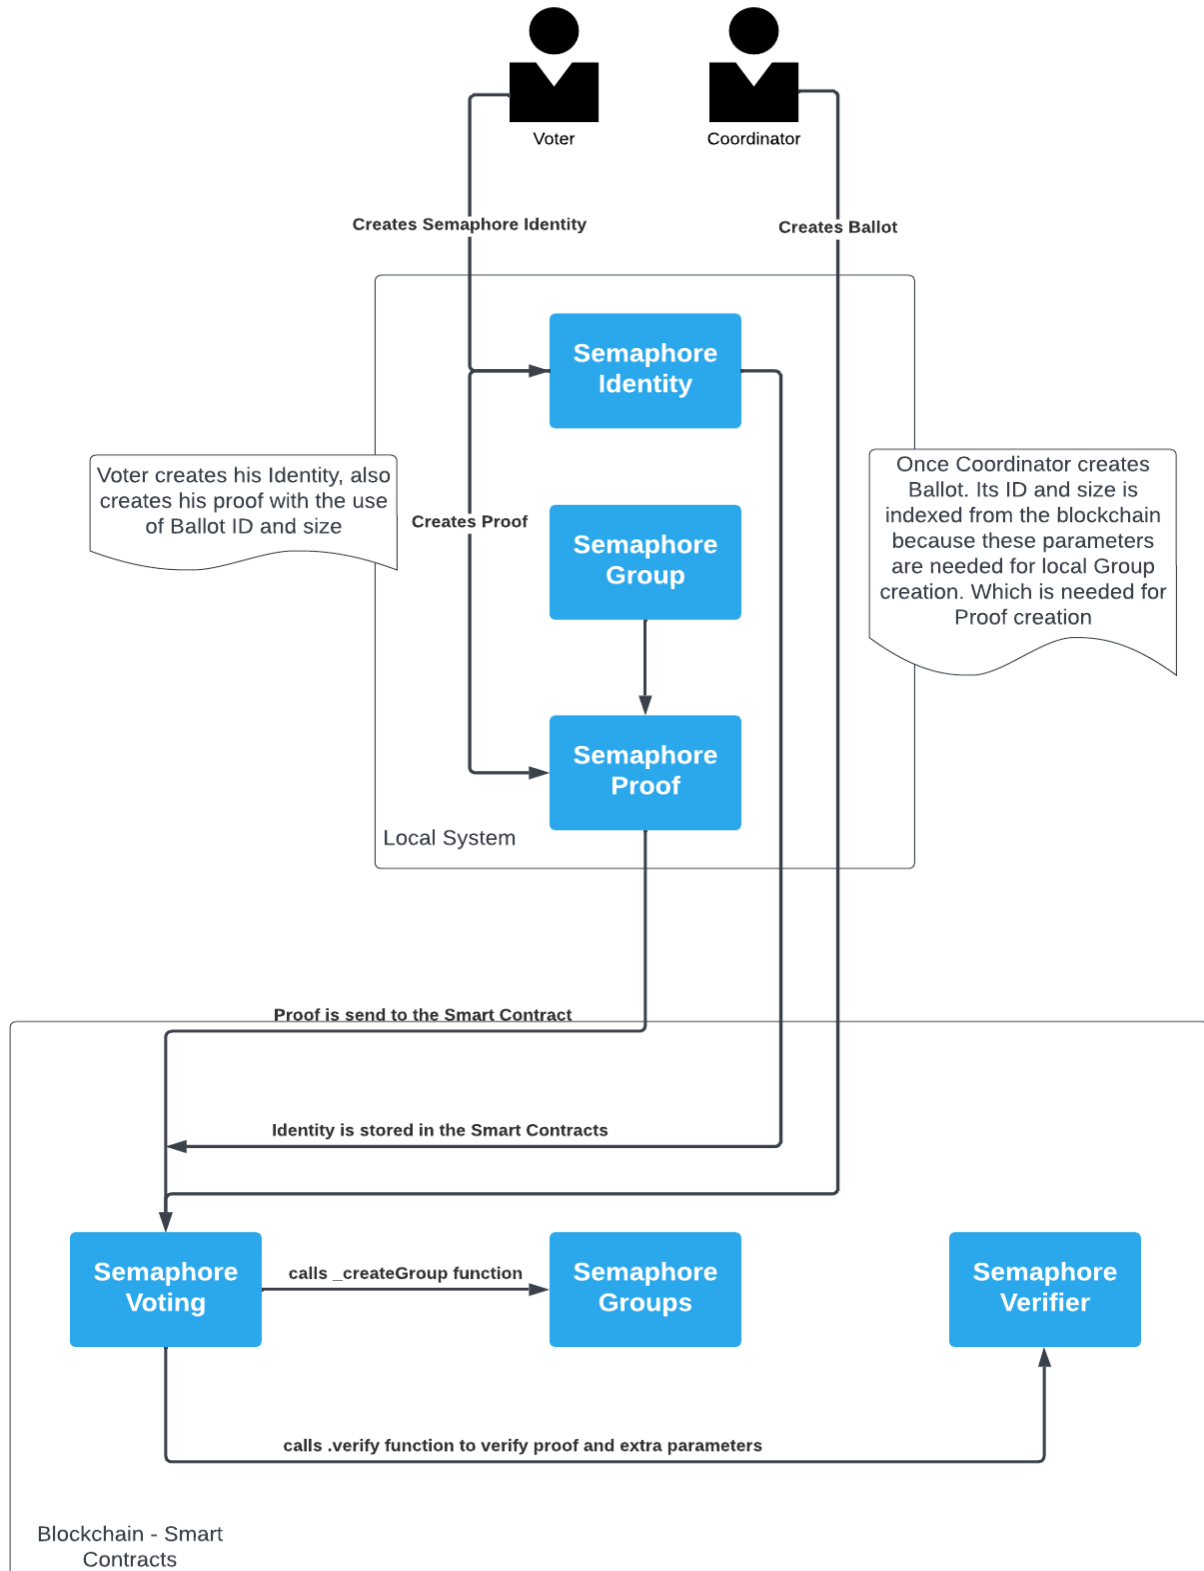 Voter
Coordinator
Creates Semaphore Identity
Creates Ballot
Semaphore
Identity
Voter creates his Identity, also
creates his proof with the use
of Ballot ID and size
Once Coordinator creates
Ballot. Its ID and size is
indexed from the blockchain
because these parameters
are needed for local Group
creation. Which is needed for
Proof creation
Creates Proof
Semaphore
Group
Semaphore
Proof
Local System
Proof is send to the Smart Contract
Identity is stored in the Smart Contracts
Semaphore
Voting
calls _createGroup function
Semaphore
Groups
Semaphore
Verifier
calls .verify function to verify proof and extra parameters
Blockchain - Smart
Contracts